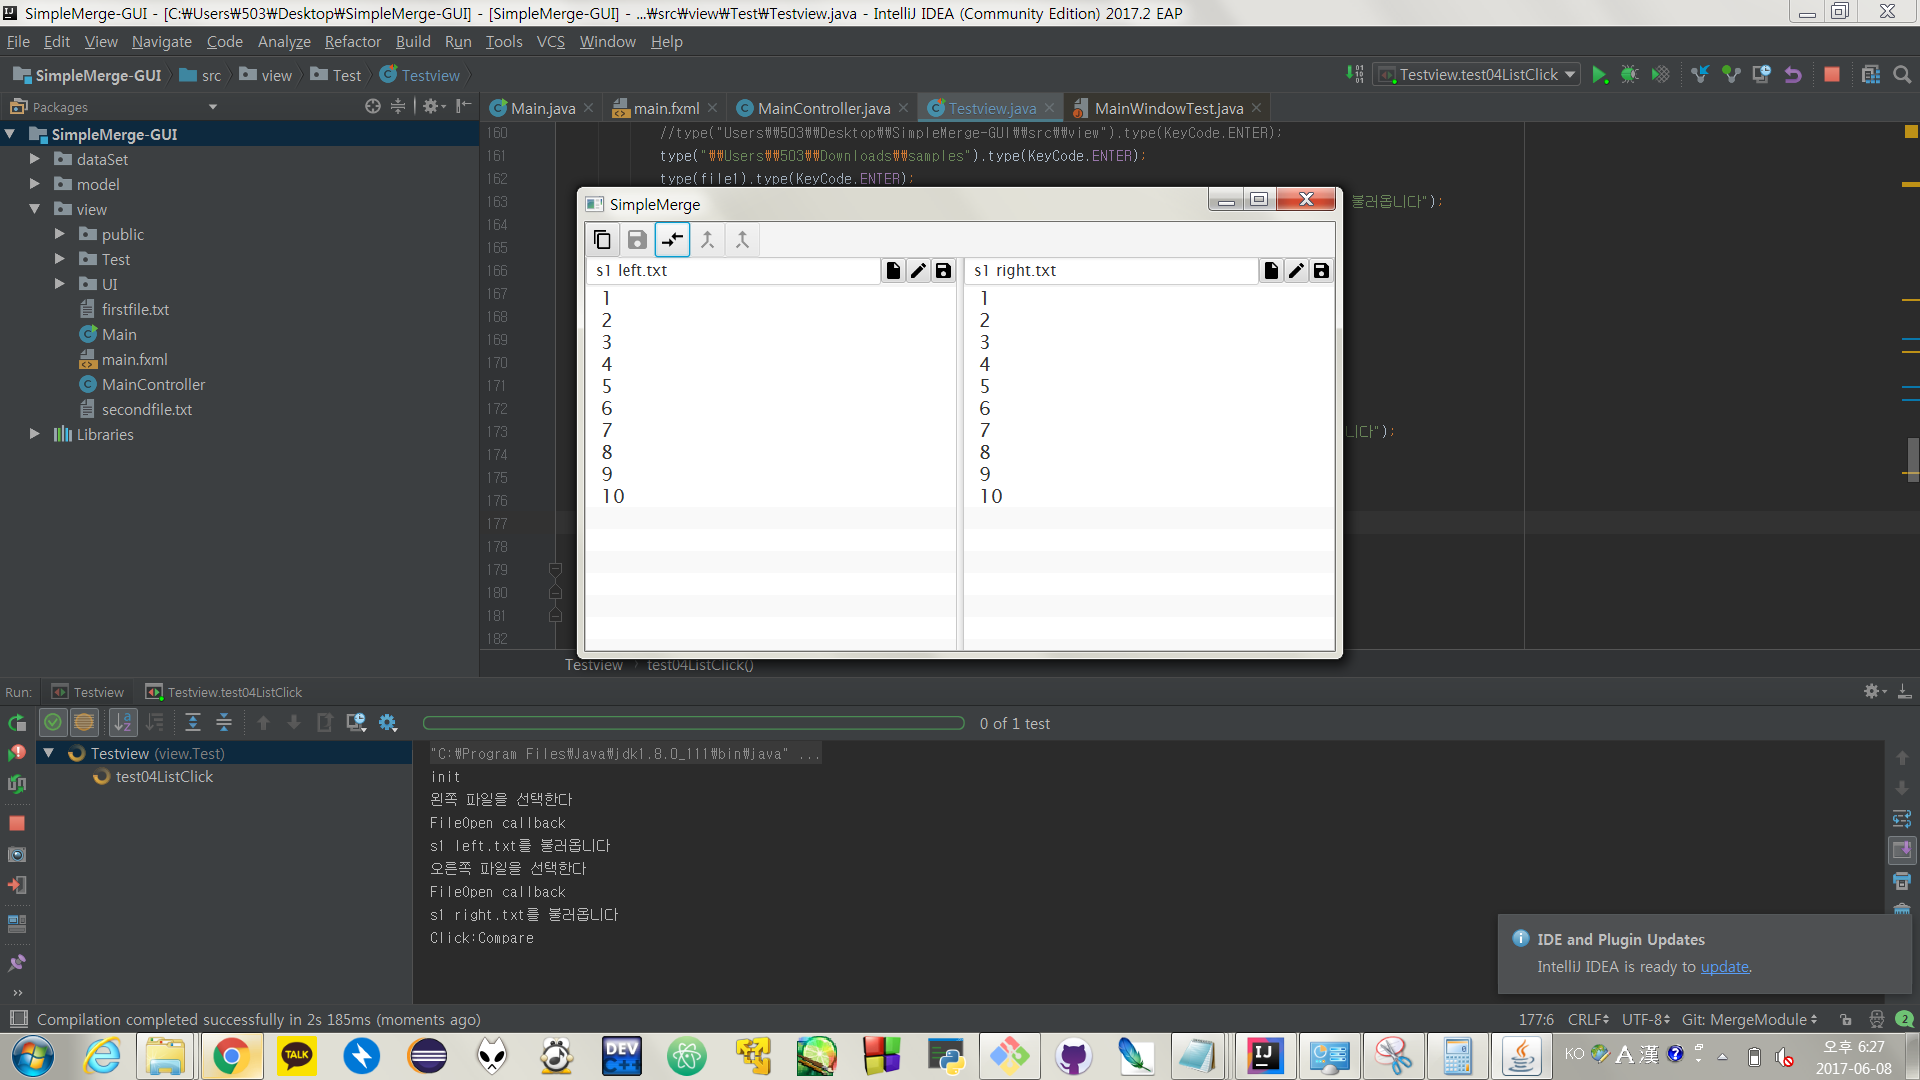 SimpleMerge-GUI - [C:₩Users₩503₩Desktop₩SimpleMerge-GUI] - [SimpleMerge-GUI] - ...₩src₩view₩Test₩Testview.java - IntelliJ IDEA (Community Edition) 2017.2 EAP
File Edit View Navigate Code Analyze Refactor Build Run Tools VCS Window Help
SimpleMerge-GUI src view Test Testview
Testview.test04ListClick
Packages
Main.java main.fxml MainController.java Testview.java MainWindowTest.java
SimpleMerge-GUI
dataSet
model
view
public
Test
UI
firstfile.txt
Main
main.fxml
MainController
secondfile.txt
Libraries
160 //type("Users₩₩503₩₩Desktop₩₩SimpleMerge-GUI₩₩src₩₩view").type(KeyCode.ENTER);
161 type("₩₩Users₩₩503₩₩Downloads₩₩samples").type(KeyCode.ENTER);
162 type(file1).type(KeyCode.ENTER);
163 불러옵니다");
164
165
166
167
168
169
170
171
172
173 니다");
174
175
176
177
178
179
180
181
182
SimpleMerge
s1 left.txt
1
2
3
4
5
6
7
8
9
10
s1 right.txt
1
2
3
4
5
6
7
8
9
10
Testview test04ListClick()
Run: Testview Testview.test04ListClick
0 of 1 test
Testview (view.Test)
test04ListClick
"C:₩Program Files₩Java₩jdk1.8.0_111₩bin₩java" ...
init
왼쪽 파일을 선택한다
FileOpen callback
s1 left.txt를 불러옵니다
오른쪽 파일을 선택한다
FileOpen callback
s1 right.txt를 불러옵니다
Click:Compare
IDE and Plugin Updates
IntelliJ IDEA is ready to update.
Compilation completed successfully in 2s 185ms (moments ago)
177:6 CRLF UTF-8 Git: MergeModule 2
TALK
DEV C++
IJ
KO A 漢
오후 6:27
2017-06-08